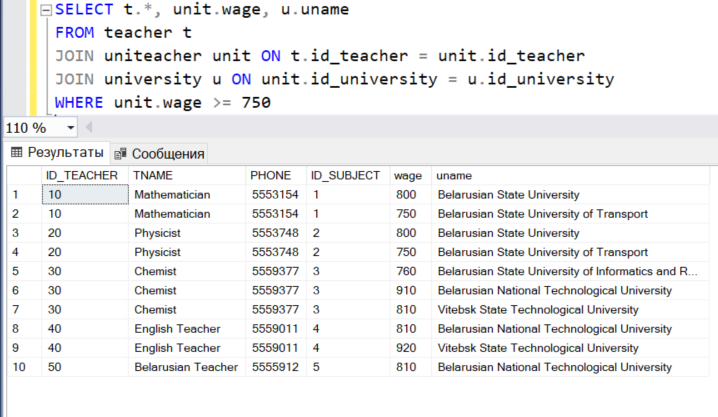 SELECT t.*, unit.wage, u.uname
FROM teacher t
JOIN uniteacher unit ON t.id_teacher = unit.id_teacher
JOIN university u ON unit.id_university = u.id_university
WHERE unit.wage >= 750
110 %
Результаты Сообщения
ID_TEACHER TNAME PHONE ID_SUBJECT wage uname
1 10 Mathematician 5553154 1 800 Belarusian State University
2 10 Mathematician 5553154 1 750 Belarusian University of Transport
3 20 Physicist 5553748 2 800 Belarusian State University
4 20 Physicist 5553748 2 750 Belarusian University of Transport
5 30 Chemist 5559377 3 760 Belarusian State University of Informatics and R...
6 30 Chemist 5559377 3 910 Belarusian National Technological University
7 30 Chemist 5559377 3 810 Vitebsk State Technological University
8 40 English Teacher 5559011 4 810 Belarusian National Technological University
9 40 English Teacher 5559011 4 920 Vitebsk State Technological University
10 50 Belarusian Teacher 5555912 5 810 Belarusian National Technological University